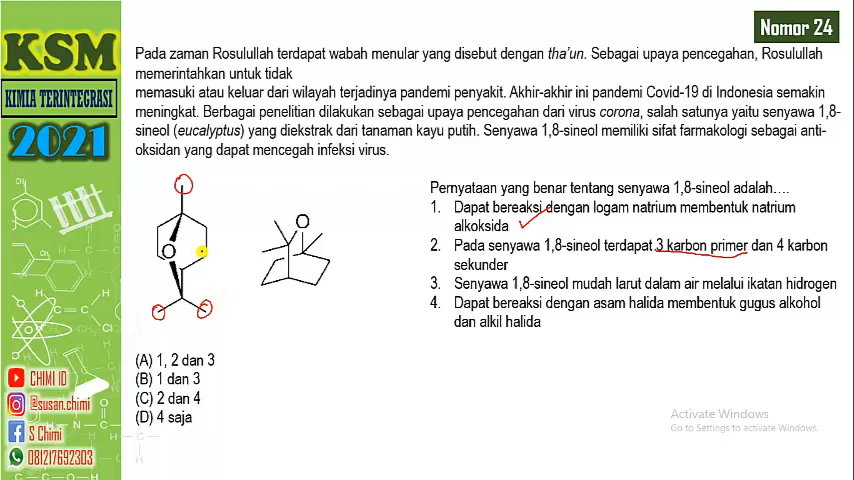 Nomor 24
KSM
KIMIA TERINTEGRASI
2021
Pada zaman Rosulullah terdapat wabah menular yang disebut dengan tha'un. Sebagai upaya pencegahan, Rosulullah
memerintahkan untuk tidak
memasuki atau keluar dari wilayah terjadinya pandemi penyakit. Akhir-akhir ini pandemi Covid-19 di Indonesia semakin
meningkat. Berbagai penelitian dilakukan sebagai upaya pencegahan dari virus corona, salah satunya yaitu senyawa 1,8-
sineol (eucalyptus) yang diekstrak dari tanaman kayu putih. Senyawa 1,8-sineol memiliki sifat farmakologi sebagai anti-
oksidan yang dapat mencegah infeksi virus.
O
O
Pernyataan yang benar tentang senyawa 1,8-sineol adalah....
1. Dapat bereaksi dengan logam natrium membentuk natrium
alkoksida
2. Pada senyawa 1,8-sineol terdapat 3 karbon primer dan 4 karbon
sekunder
3. Senyawa 1,8-sineol mudah larut dalam air melalui ikatan hidrogen
4. Dapat bereaksi dengan asam halida membentuk gugus alkohol
dan alkil halida
(A) 1, 2 dan 3
(B) 1 dan 3
(C) 2 dan 4
(D) 4 saja
CHIMI ID
@susan.chimi
S Chimi
081217692303
Activate Windows
Go to Settings to activate Windows.